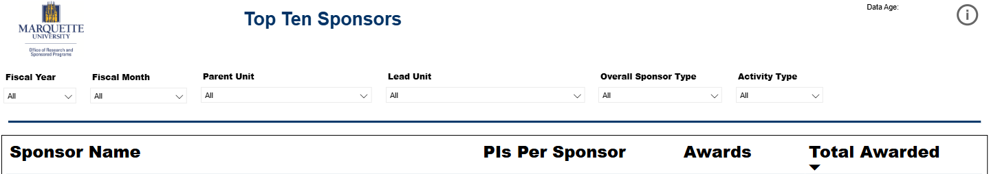 MARQUETTE
UNIVERSITY
Office of Research and
Sponsored Programs
Top Ten Sponsors
Data Age:
i
Fiscal Year
Fiscal Month
Parent Unit
Lead Unit
Overall Sponsor Type
Activity Type
All
All
All
All
All
All
Sponsor Name
PIs Per Sponsor
Awards
Total Awarded